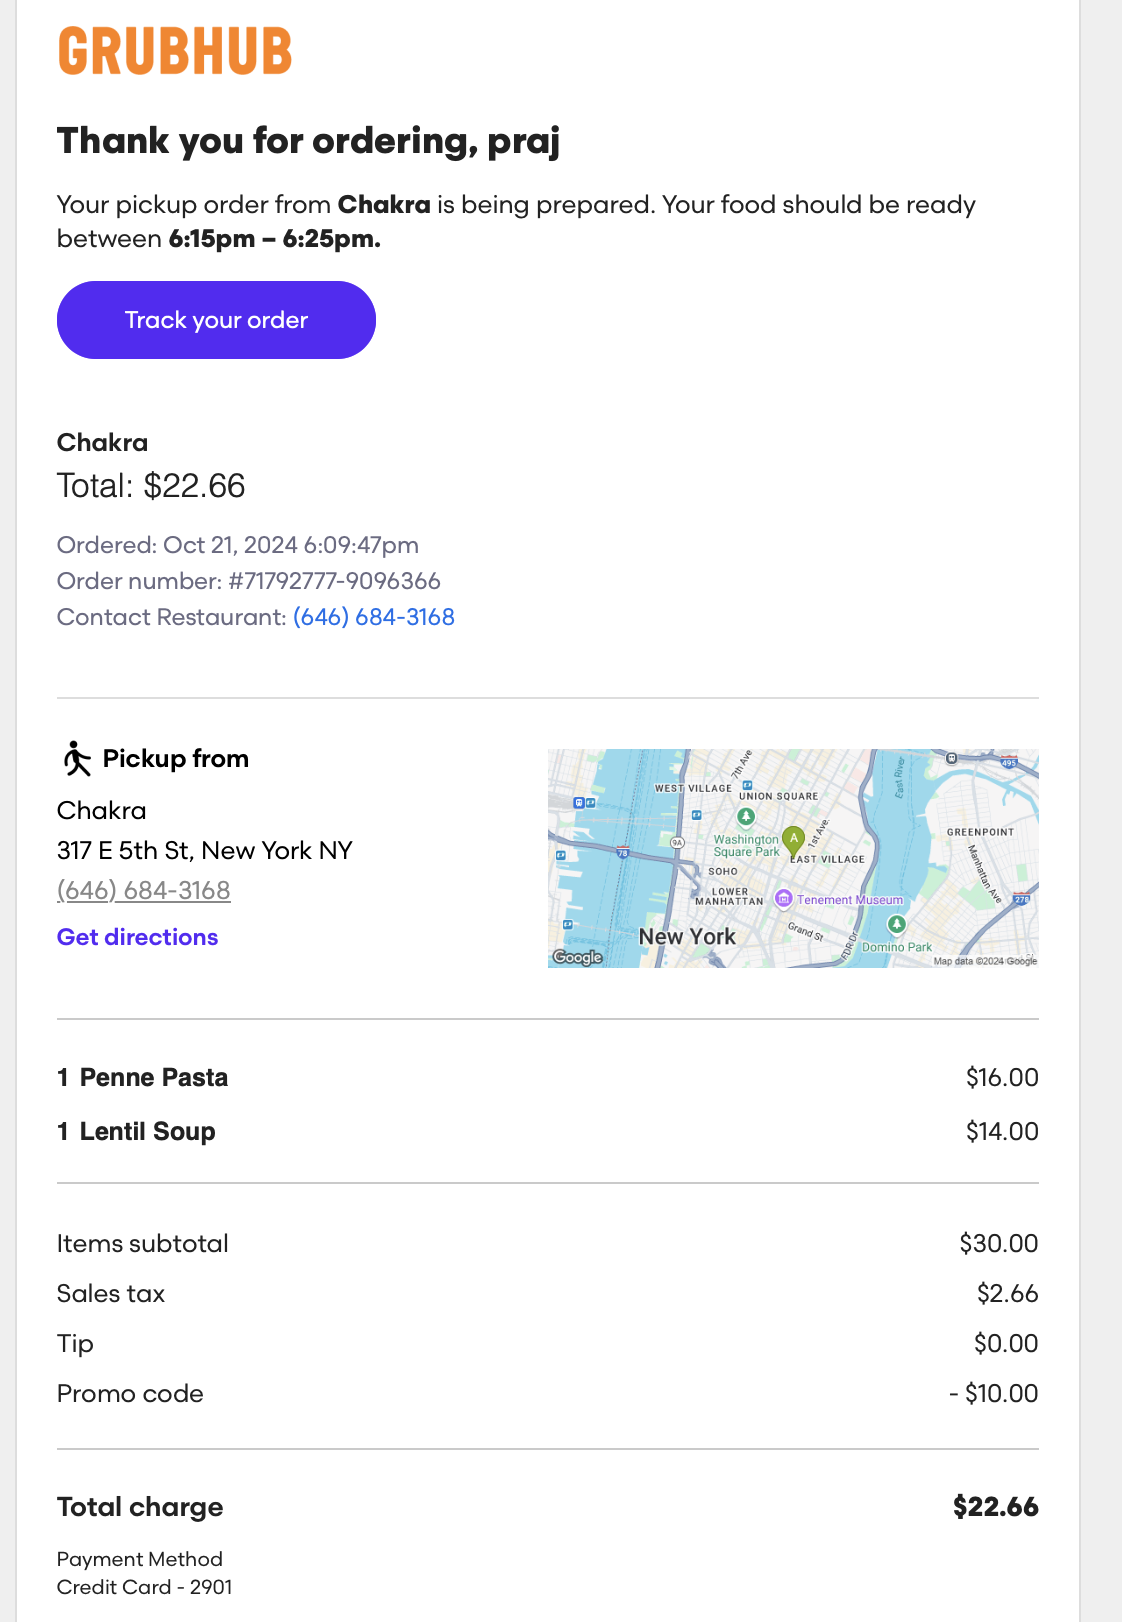 GRUBHUB
Thank you for ordering, praj
Your pickup order from Chakra is being prepared. Your food should be ready
between 6:15pm – 6:25pm.
Track your order
Chakra
Total: $22.66
Ordered: Oct 21, 2024 6:09:47pm
Order number: #71792777-9096366
Contact Restaurant: (646) 684-3168
Pickup from
Chakra
317 E 5th St, New York NY
(646) 684-3168
Get directions
7th Ave
East River
495
WEST VILLAGE
UNION SQUARE
GREENPOINT
Washington
Square Park
9A
A
1st Ave.
78
EAST VILLAGE
SOHO
Manhattan Ave
LOWER
MANHATTAN
Tenement Museum
278
Grand St
FDR Dr
New York
Domino Park
Google
Map data ©2024 Google
1 Penne Pasta $16.00
1 Lentil Soup $14.00
Items subtotal $30.00
Sales tax $2.66
Tip $0.00
Promo code - $10.00
Total charge $22.66
Payment Method
Credit Card - 2901